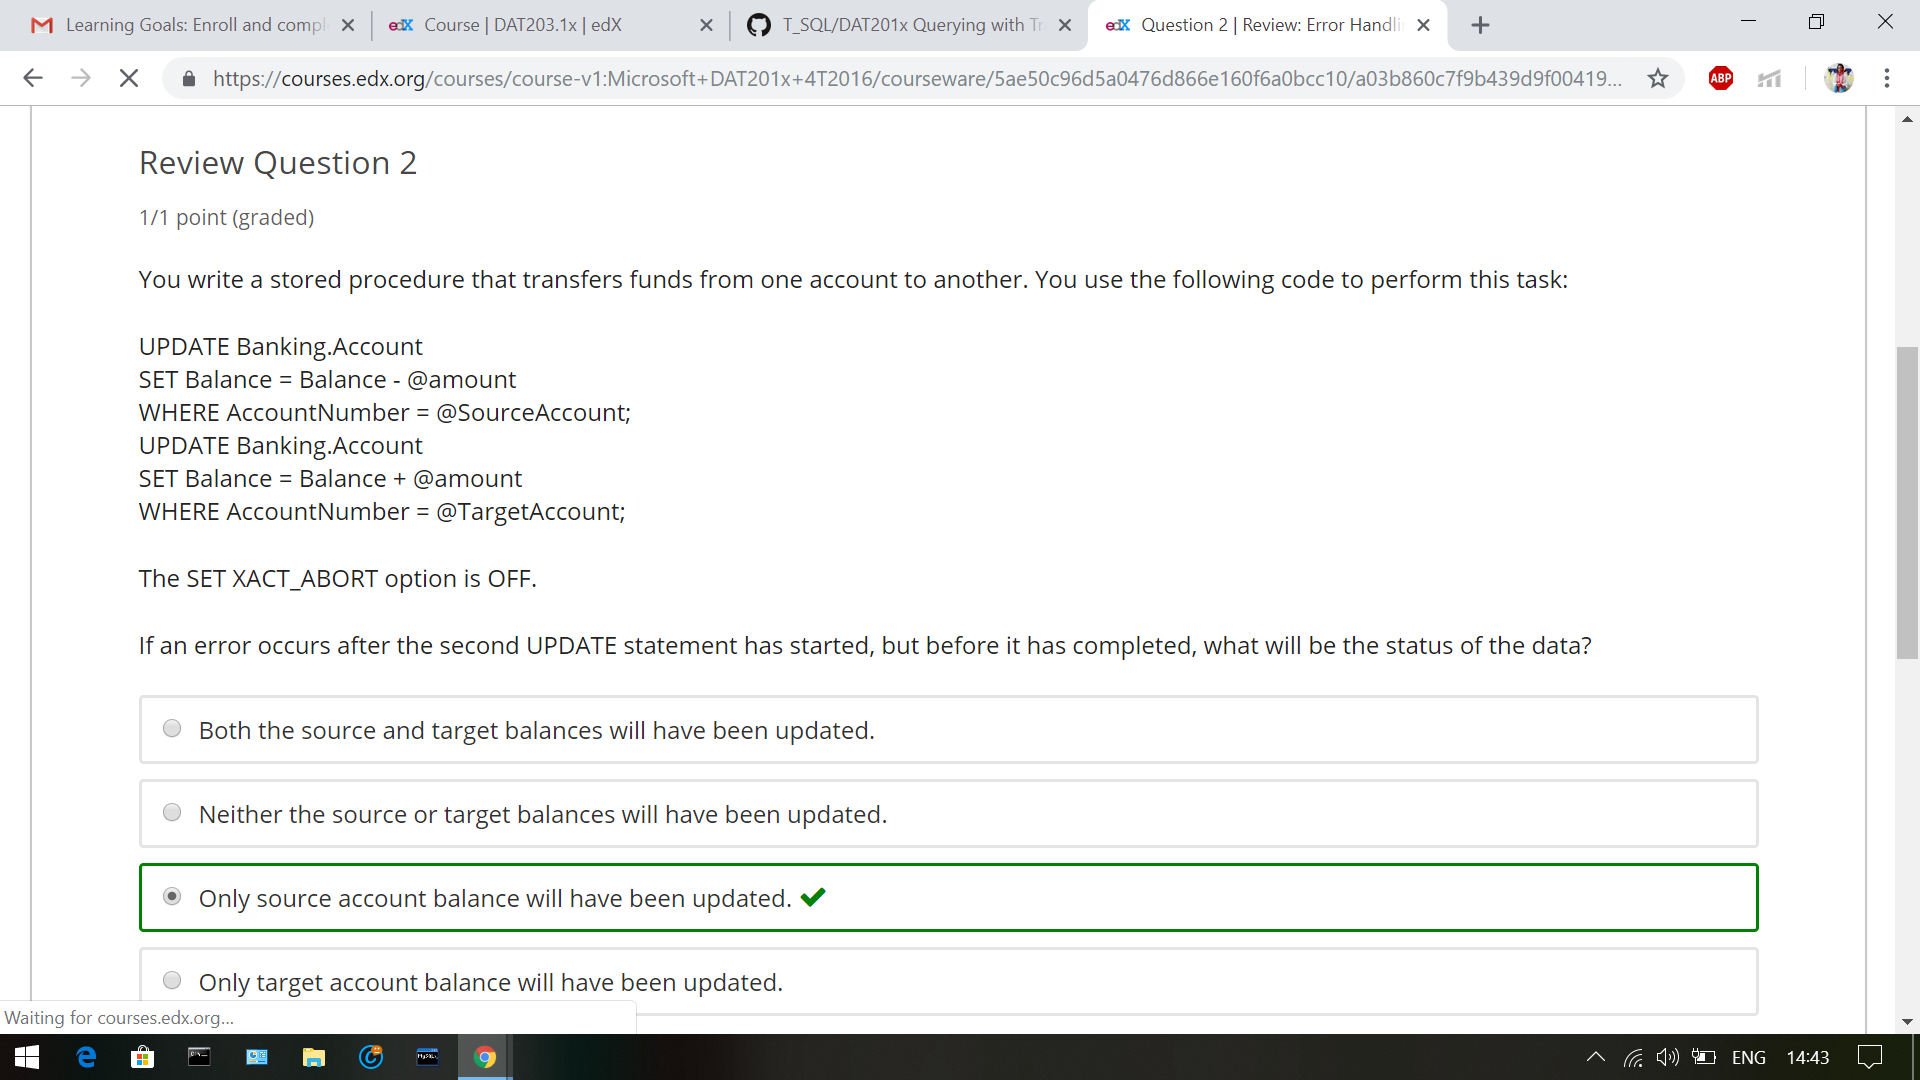 Learning Goals: Enroll and compl
edX Course | DAT203.1x | edX
T_SQL/DAT201x Querying with Tr
edX Question 2 | Review: Error Handli
https://courses.edx.org/courses/course-v1:Microsoft+DAT201x+4T2016/courseware/5ae50c96d5a0476d866e160f6a0bcc10/a03b860c7f9b439d9f00419...
ABP
Review Question 2
1/1 point (graded)
You write a stored procedure that transfers funds from one account to another. You use the following code to perform this task:
UPDATE Banking.Account
SET Balance = Balance - @amount
WHERE AccountNumber = @SourceAccount;
UPDATE Banking.Account
SET Balance = Balance + @amount
WHERE AccountNumber = @TargetAccount;
The SET XACT_ABORT option is OFF.
If an error occurs after the second UPDATE statement has started, but before it has completed, what will be the status of the data?
Both the source and target balances will have been updated.
Neither the source or target balances will have been updated.
Only source account balance will have been updated.
Only target account balance will have been updated.
Waiting for courses.edx.org...
ENG
14:43